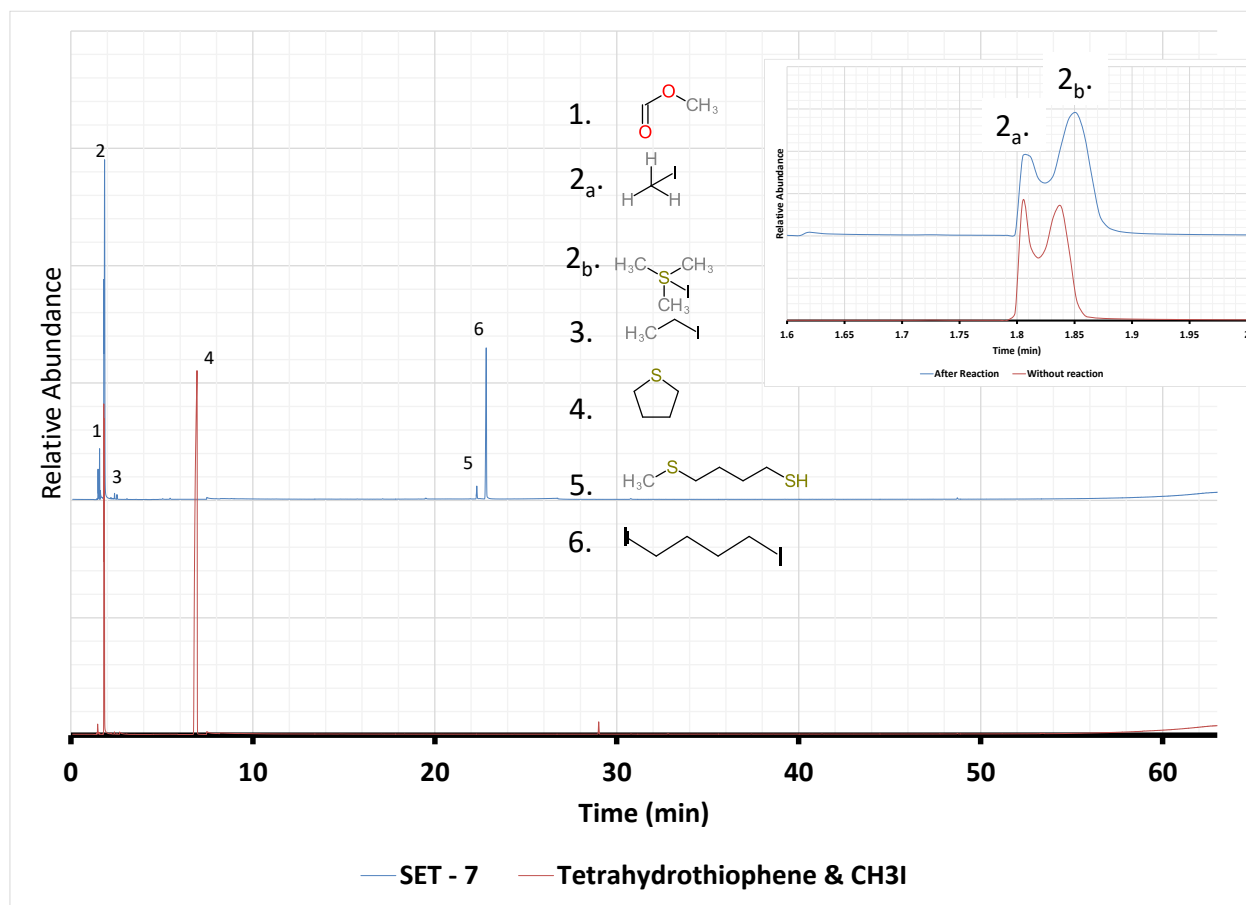 2
1
3
4
5
6
1.
O
CH3
O
2a.
H
I
H
H
2b.
H3C
CH3
S
I
CH3
3.
H3C
I
4.
S
5.
S
H3C
SH
6.
I
I
2a.
2b.
Relative Abundance
1.6 1.65 1.7 1.75 1.8 1.85 1.9 1.95 2
Time (min)
After Reaction Without reaction
Relative Abundance
0 10 20 30 40 50 60
Time (min)
SET - 7 Tetrahydrothiophene & CH3I